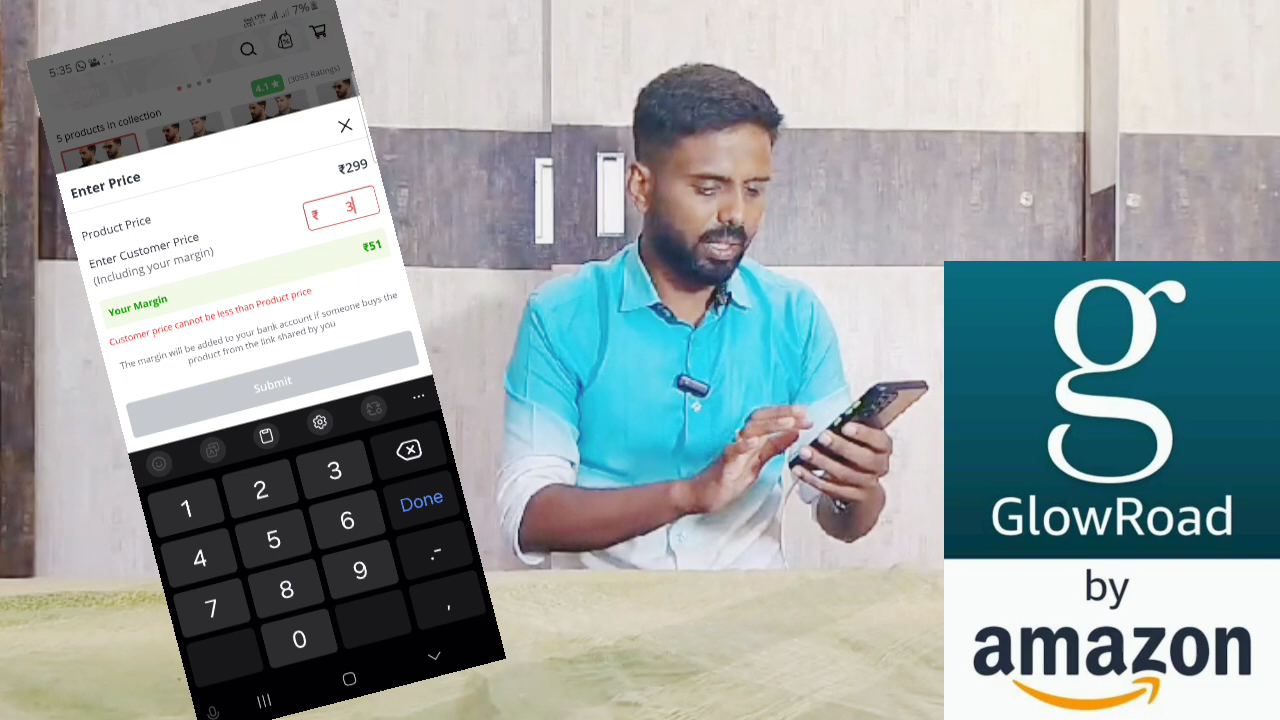 5:35
7%
4.1 ★ (3093 Ratings)
5 products in collection
Enter Price
Product Price ₹299
Enter Customer Price
(Including your margin)
₹ 3
Your Margin ₹51
Customer price cannot be less than Product price
The margin will be added to your bank account if someone buys the
product from the link shared by you
Submit
1 2 3
4 5 6 Done
7 8 9 .-
0 ,
g
GlowRoad
by
amazon